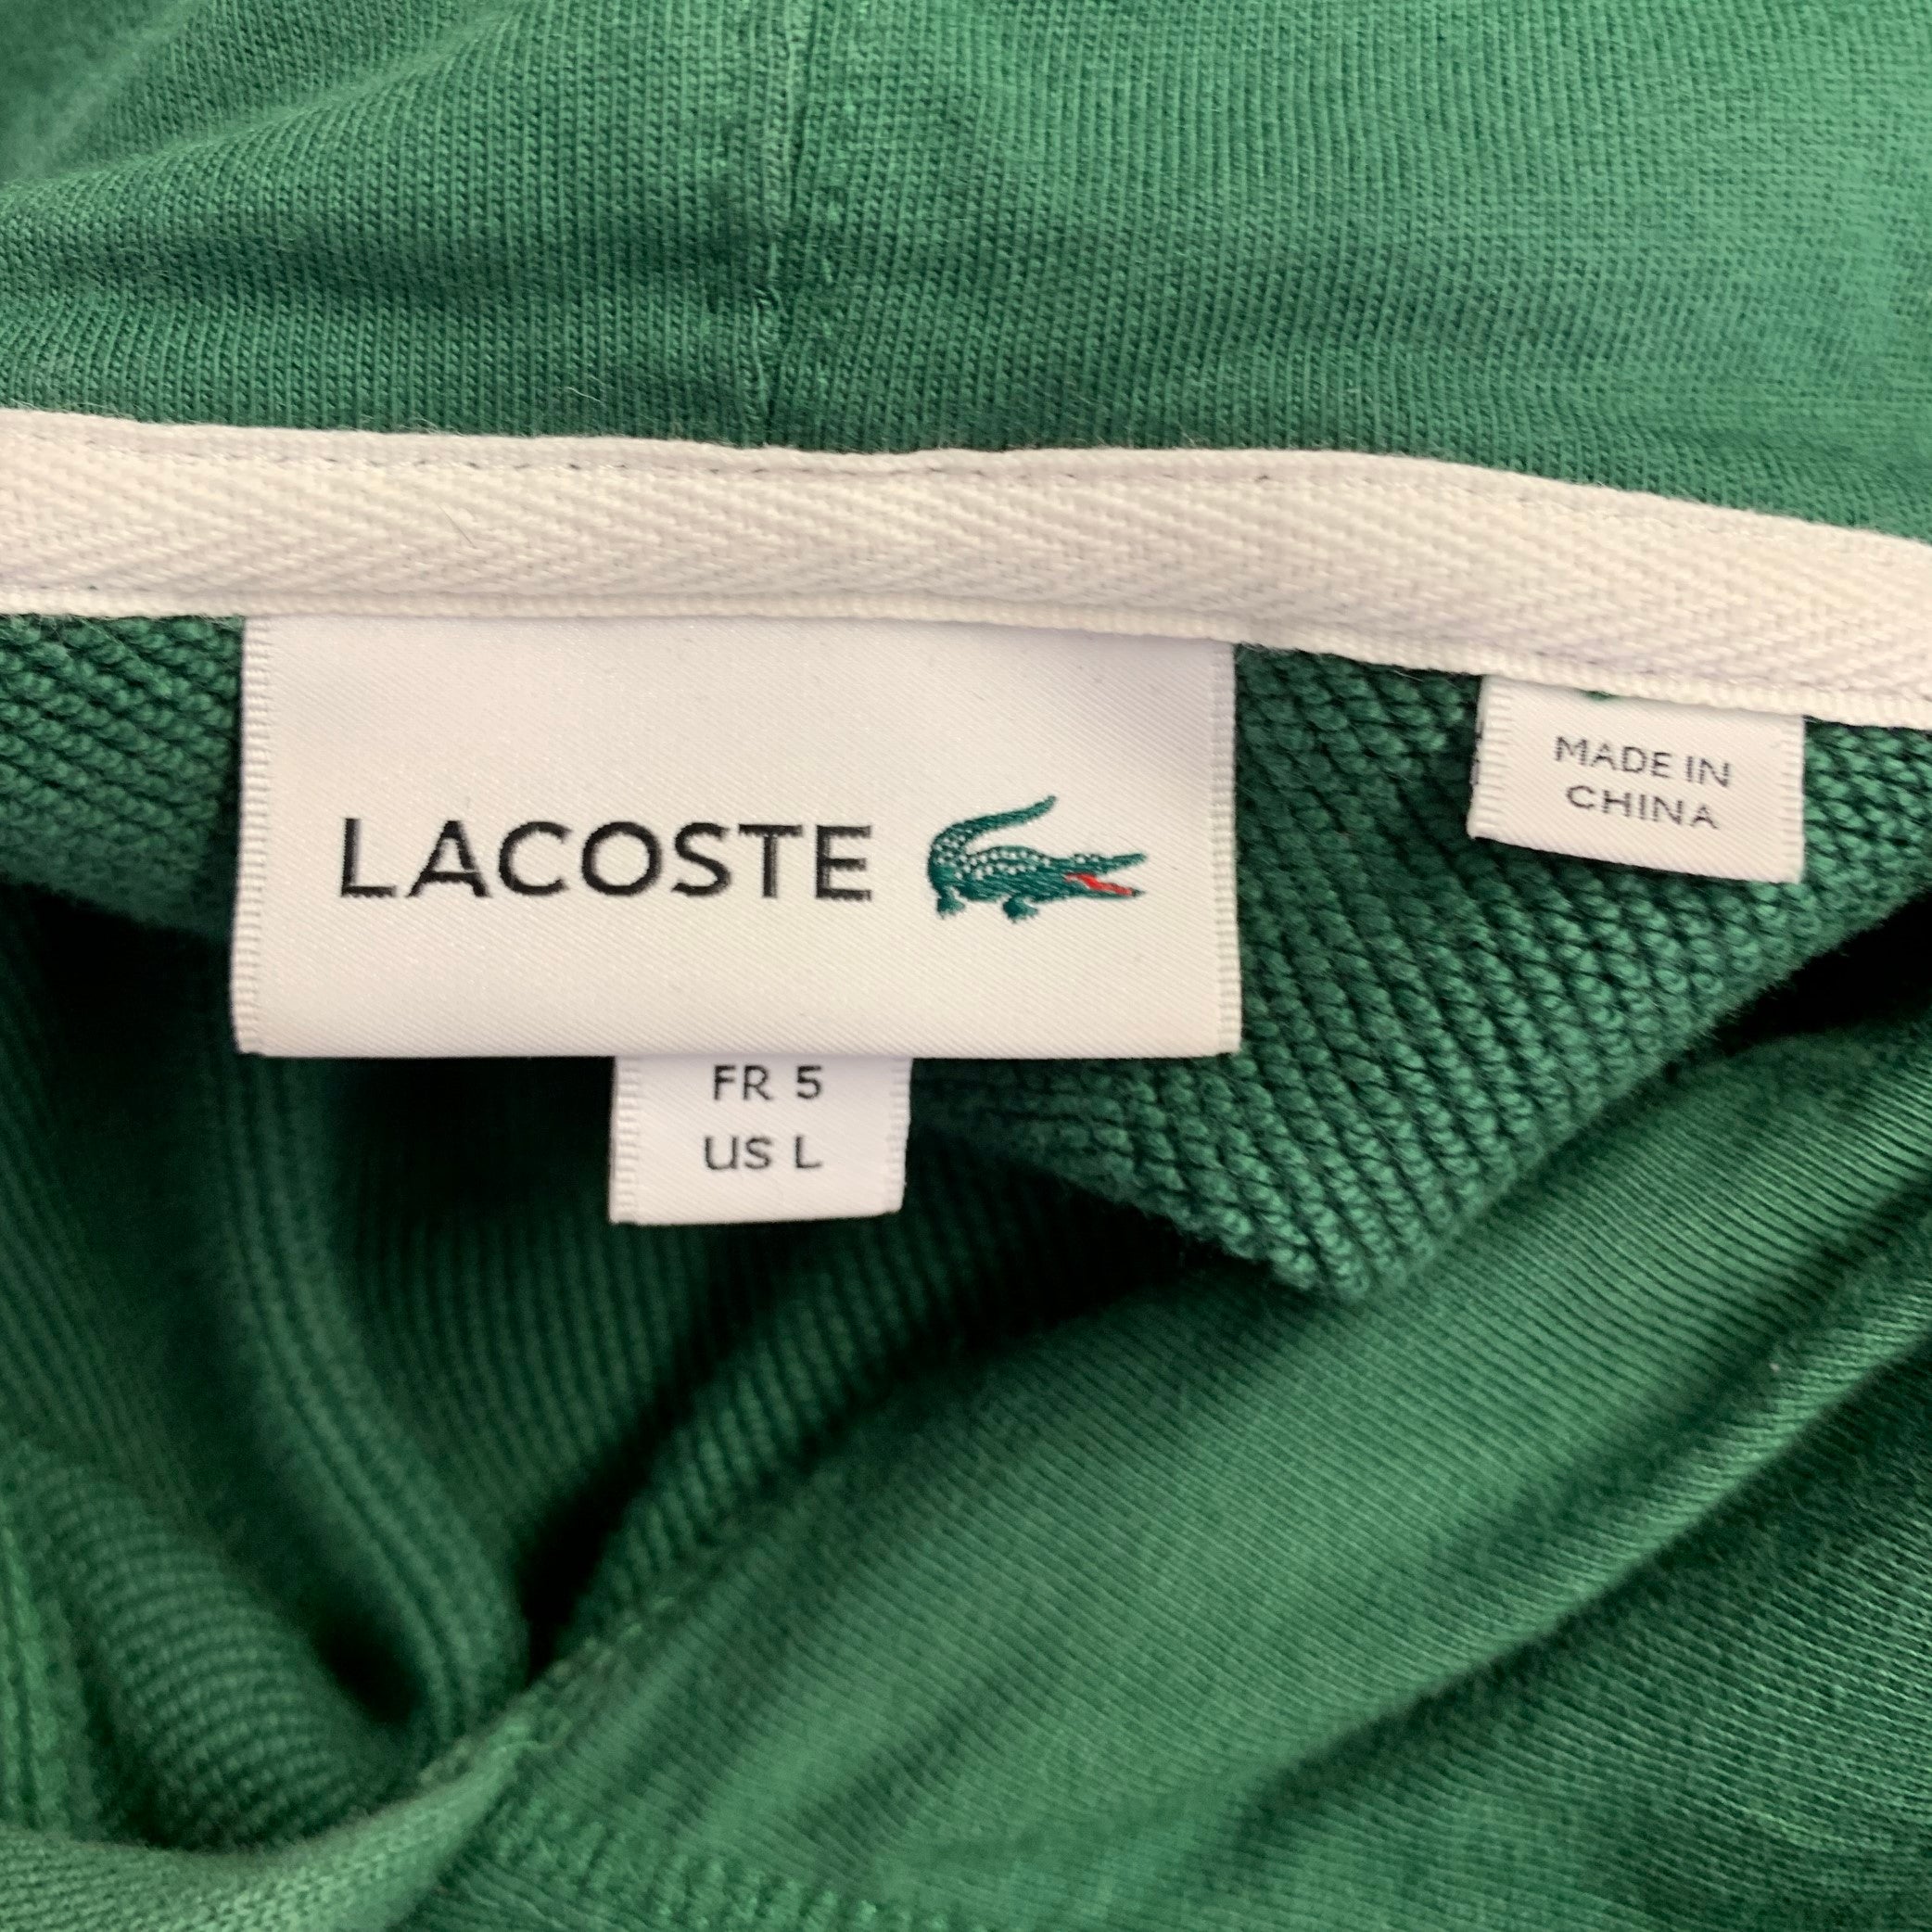 LACOSTE
MADE IN
CHINA
FR 5
US L